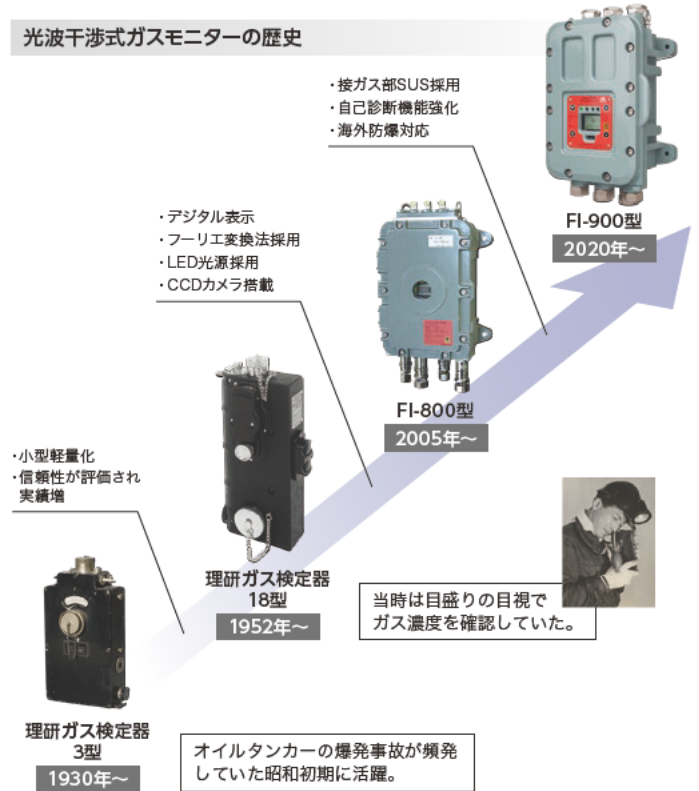 光波干渉式ガスモニターの歴史
・接ガス部SUS採用
・自己診断機能強化
・海外防爆対応
FI-900型
2020年～
・デジタル表示
・フーリエ変換法採用
・LED光源採用
・CCDカメラ搭載
FI-800型
2005年～
・小型軽量化
・信頼性が評価され
実績増
理研ガス検定器
18型
1952年～
当時は目盛りの目視で
ガス濃度を確認していた。
理研ガス検定器
3型
1930年～
オイルタンカーの爆発事故が頻発
していた昭和初期に活躍。